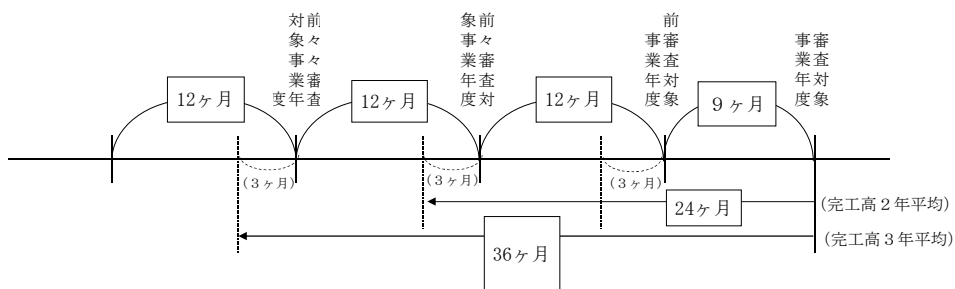 前々々審査
対象事業年
度
前々審査対
象事業年度
前審査対象
事業年度
審査対象
事業年度
12ヶ月
12ヶ月
12ヶ月
９ヶ月
(３ヶ月)
(３ヶ月)
(３ヶ月)
24ヶ月
(完工高２年平均)
36ヶ月
(完工高３年平均)